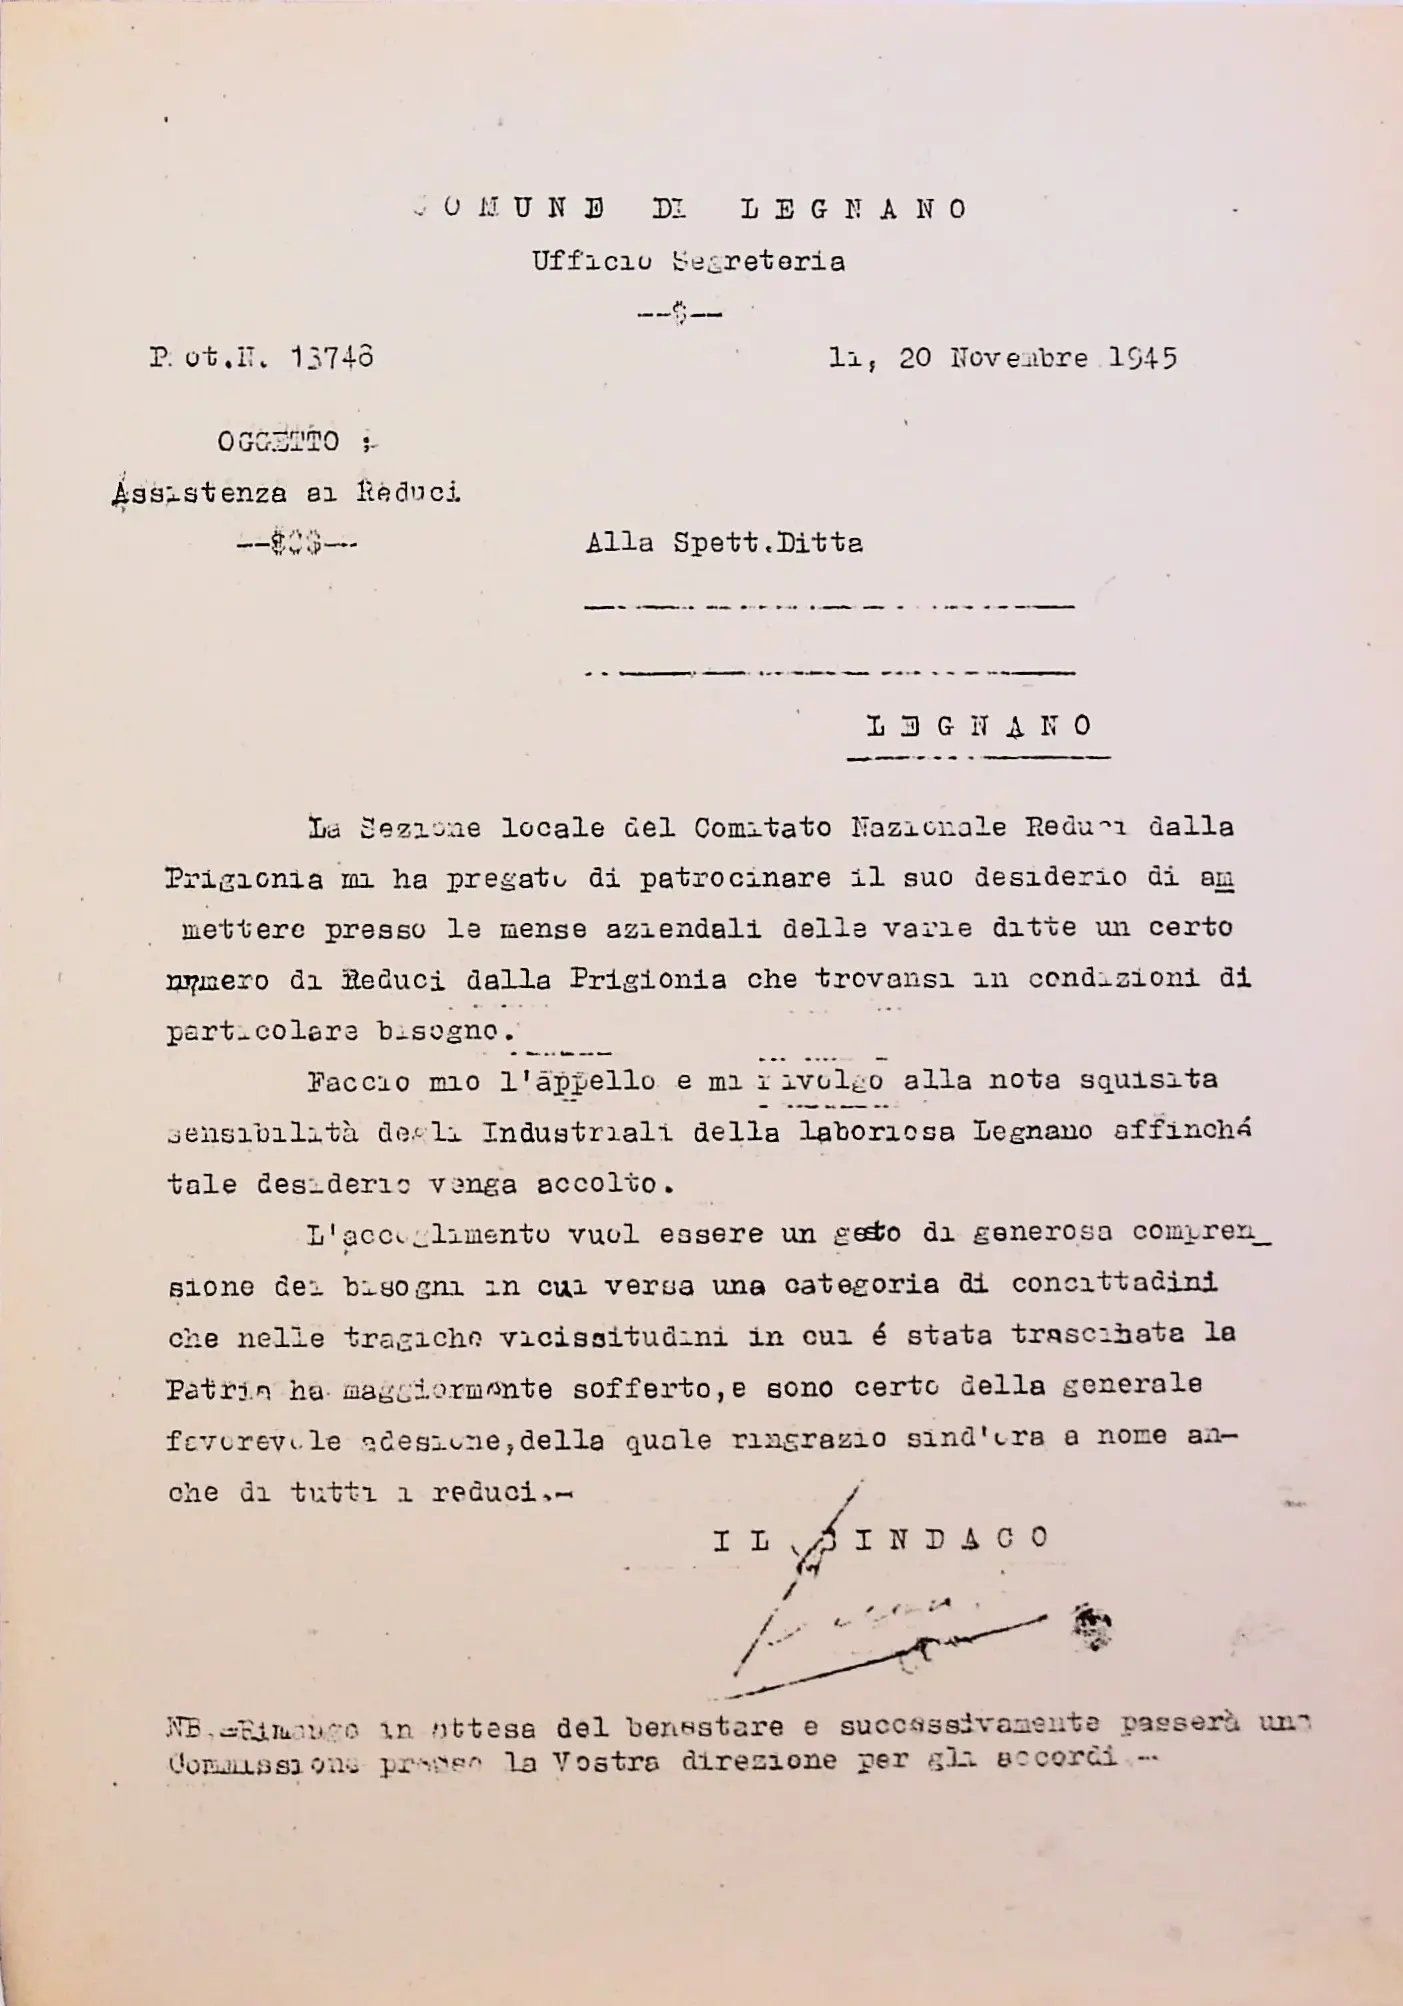 COMUNE DI LEGNANO
Ufficio Segreteria
--$--
Prot.N. 13748
li, 20 Novembre 1945
OGGETTO :-
Assistenza ai Reduci
--$0$--
Alla Spett.Ditta
LEGNANO
La Sezione locale del Comitato Nazionale Reduci dalla
Prigionia mi ha pregato di patrocinare il suo desiderio di am
mettere presso le mense aziendali delle varie ditte un certo
numero di Reduci dalla Prigionia che trovansi in condizioni di
particolare bisogno.
Faccio mio l'appello e mi rivolgo alla nota squisita
sensibilità degli Industriali della laboriosa Legnano affinché
tale desiderio venga accolto.
L'accoglimento vuol essere un gesto di generosa compren_
sione dei bisogni in cui versa una categoria di concittadini
che nelle tragiche vicissitudini in cui é stata trascinata la
Patria ha maggiormente sofferto,e sono certo della generale
favorevole adesione,della quale ringrazio sind'ora a nome an-
che di tutti i reduci.-
IL SINDACO
NB.=Rimango in attesa del benestare e successivamente passerà una
Commissione presso la Vostra direzione per gli accordi.-